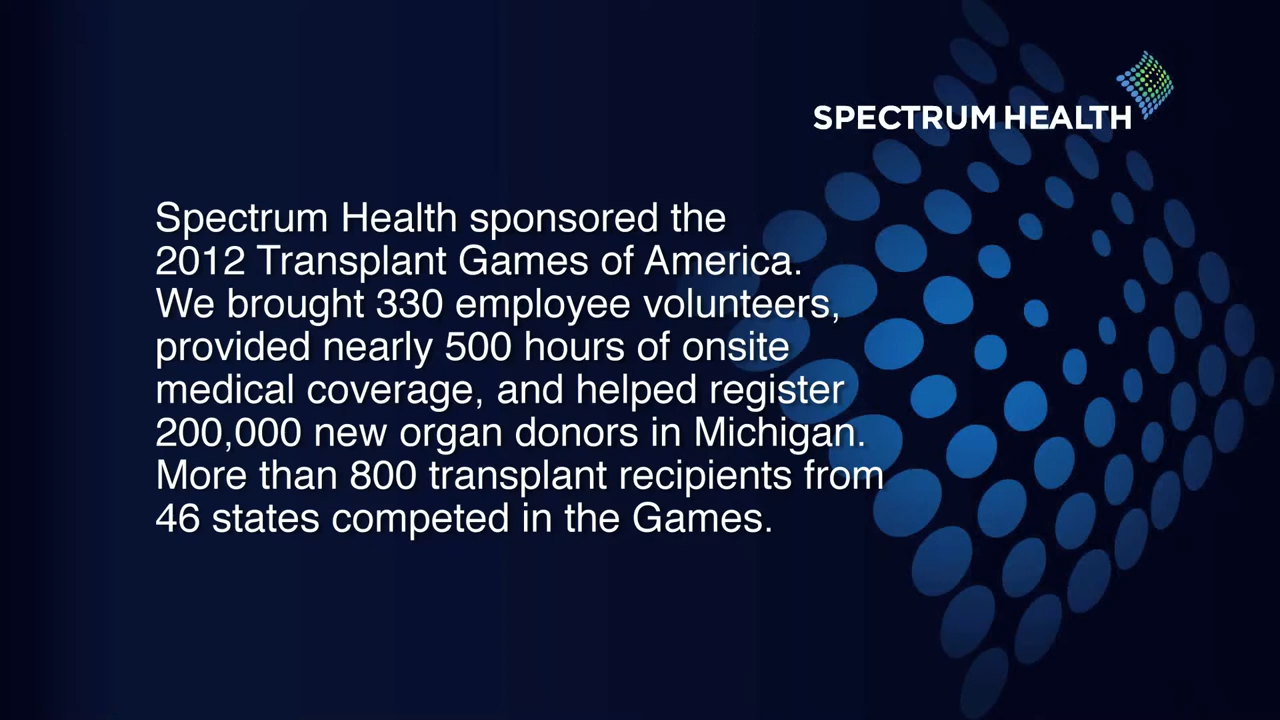 SPECTRUM HEALTH
Spectrum Health sponsored the
2012 Transplant Games of America.
We brought 330 employee volunteers,
provided nearly 500 hours of onsite
medical coverage, and helped register
200,000 new organ donors in Michigan.
More than 800 transplant recipients from
46 states competed in the Games.